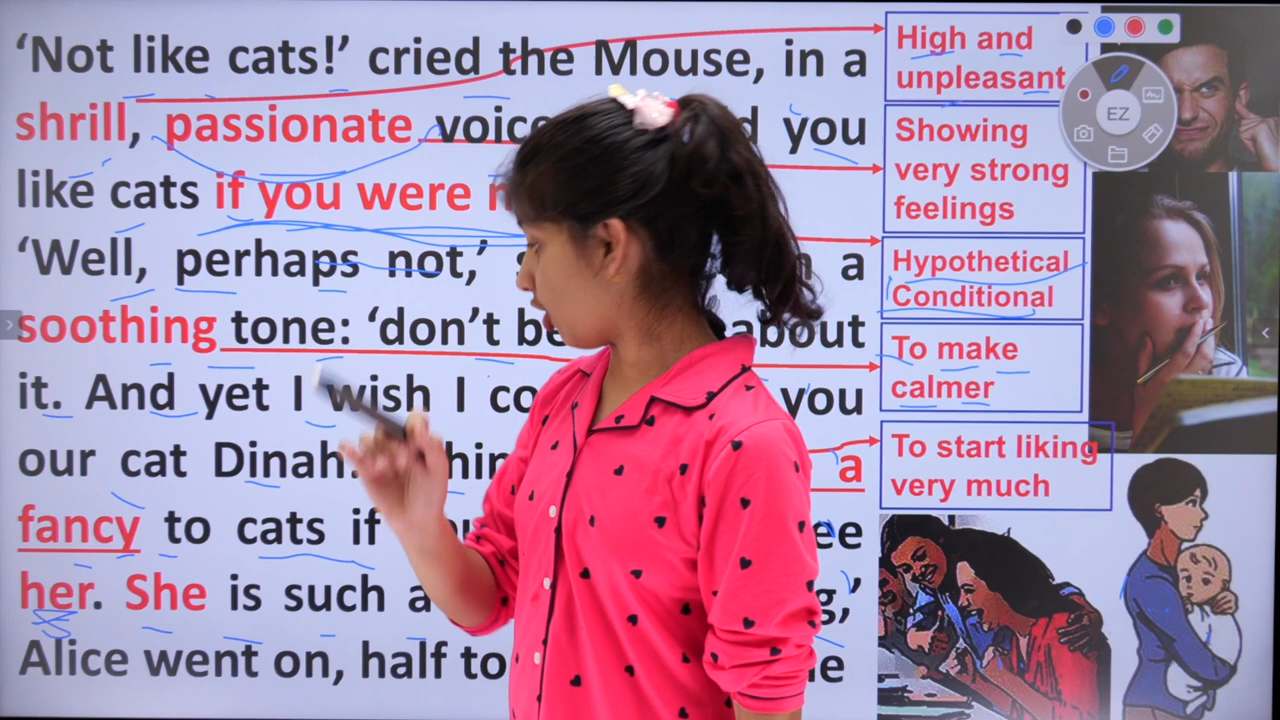 ‘Not like cats!’ cried the Mouse, in a
shrill, passionate voice you
like cats if you were
‘Well, perhaps not,’ a
soothing tone: ‘don’t be about
it. And yet I wish I you
our cat Dinah. a
fancy to cats if
her. She is such a
Alice went on, half
High and
unpleasant
Showing
very strong
feelings
Hypothetical
Conditional
To make
calmer
To start liking
very much
EZ